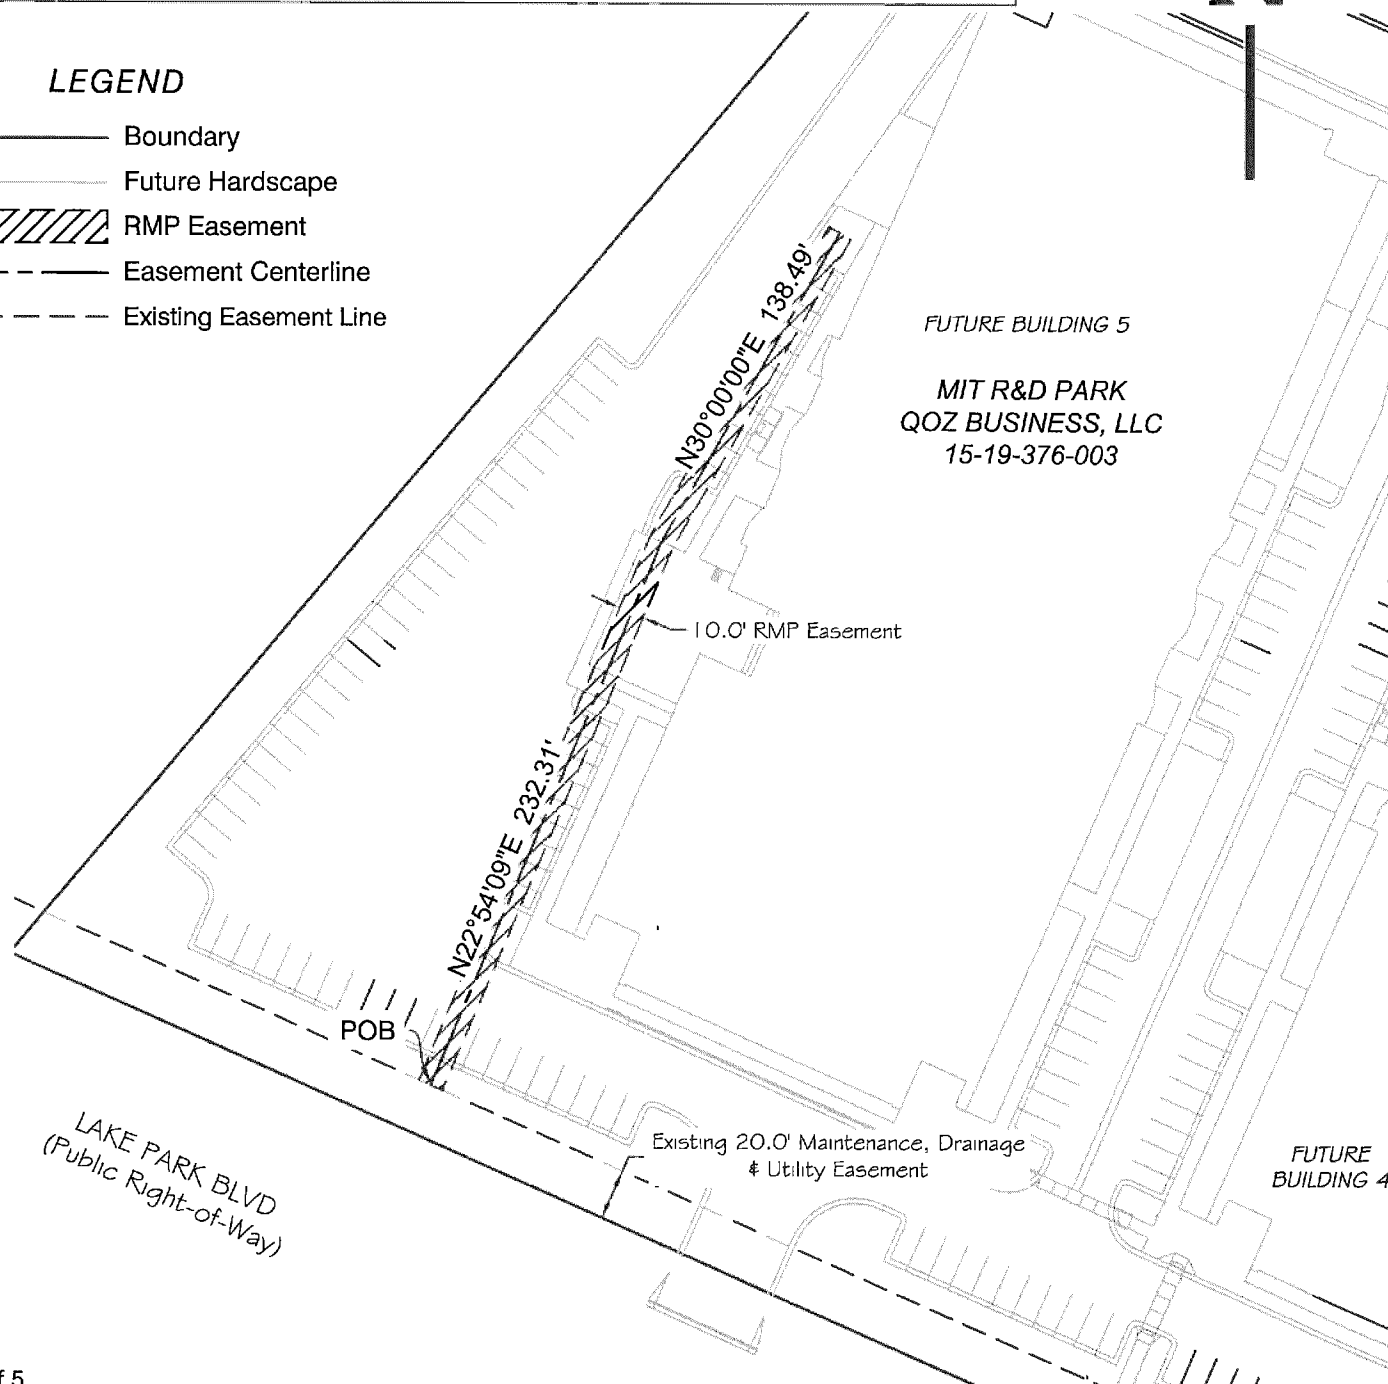 LEGEND
Boundary
Future Hardscape
RMP Easement
Easement Centerline
Existing Easement Line
N30°00'00"E 138.49'
FUTURE BUILDING 5
MIT R&D PARK
QOZ BUSINESS, LLC
15-19-376-003
10.0' RMP Easement
N22°54'09"E 232.31'
POB
LAKE PARK BLVD
(Public Right-of-Way)
Existing 20.0' Maintenance, Drainage
& Utility Easement
FUTURE
BUILDING 4
f 5